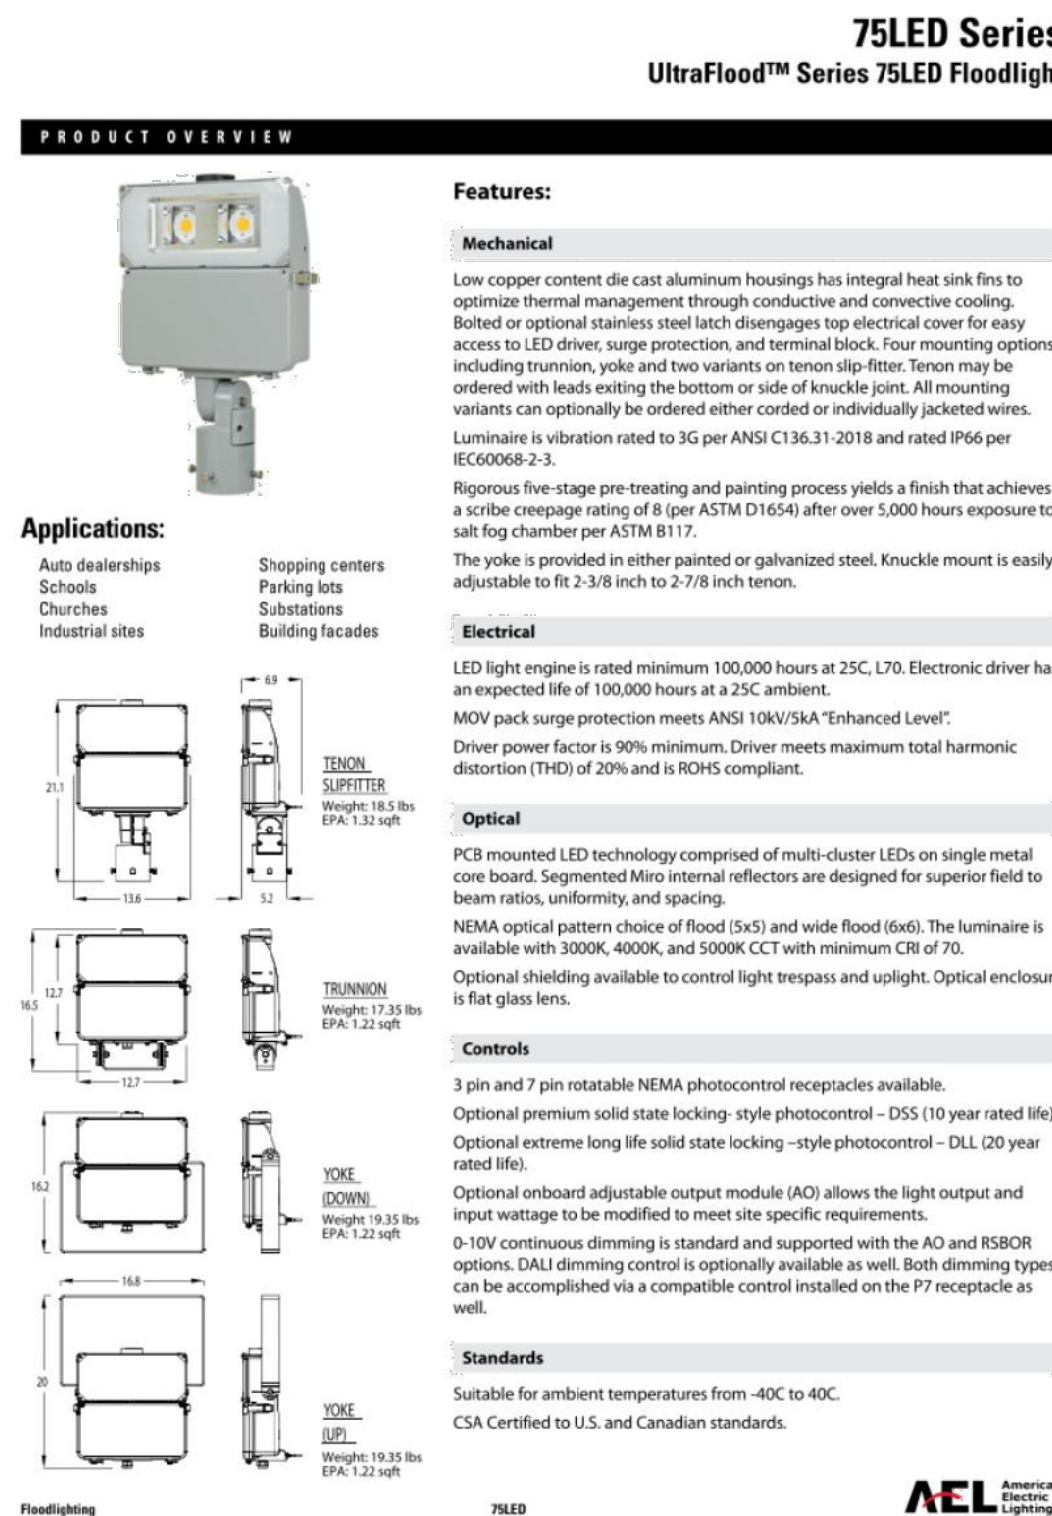 75LED Series
UltraFlood™ Series 75LED Floodligh
PRODUCT OVERVIEW
Features:
Mechanical
Low copper content die cast aluminum housings has integral heat sink fins to
optimize thermal management through conductive and convective cooling.
Bolted or optional stainless steel latch disengages top electrical cover for easy
access to LED driver, surge protection, and terminal block. Four mounting options
including trunnion, yoke and two variants on tenon slip-fitter. Tenon may be
ordered with leads exiting the bottom or side of knuckle joint. All mounting
variants can optionally be ordered either corded or individually jacketed wires.
Luminaire is vibration rated to 3G per ANSI C136.31-2018 and rated IP66 per
IEC60068-2-3.
Rigorous five-stage pre-treating and painting process yields a finish that achieves
a scribe creepage rating of 8 (per ASTM D1654) after over 5,000 hours exposure to
salt fog chamber per ASTM B117.
The yoke is provided in either painted or galvanized steel. Knuckle mount is easily
adjustable to fit 2-3/8 inch to 2-7/8 inch tenon.
Electrical
LED light engine is rated minimum 100,000 hours at 25C, L70. Electronic driver ha
an expected life of 100,000 hours at a 25C ambient.
MOV pack surge protection meets ANSI 10kV/5kA "Enhanced Level".
Driver power factor is 90% minimum. Driver meets maximum total harmonic
distortion (THD) of 20% and is ROHS compliant.
Optical
PCB mounted LED technology comprised of multi-cluster LEDs on single metal
core board. Segmented Miro internal reflectors are designed for superior field to
beam ratios, uniformity, and spacing.
NEMA optical pattern choice of flood (5x5) and wide flood (6x6). The luminaire is
available with 3000K, 4000K, and 5000K CCT with minimum CRI of 70.
Optional shielding available to control light trespass and uplight. Optical enclosur
is flat glass lens.
Controls
3 pin and 7 pin rotatable NEMA photocontrol receptacles available.
Optional premium solid state locking- style photocontrol – DSS (10 year rated life)
Optional extreme long life solid state locking –style photocontrol – DLL (20 year
rated life).
Optional onboard adjustable output module (AO) allows the light output and
input wattage to be modified to meet site specific requirements.
0-10V continuous dimming is standard and supported with the AO and RSBOR
options. DALI dimming control is optionally available as well. Both dimming types
can be accomplished via a compatible control installed on the P7 receptacle as
well.
Standards
Suitable for ambient temperatures from -40C to 40C.
CSA Certified to U.S. and Canadian standards.
Applications:
Auto dealerships
Schools
Churches
Industrial sites
Shopping centers
Parking lots
Substations
Building facades
6.9
21.1
13.6
5.2
TENON
SLIPFITTER
Weight: 18.5 lbs
EPA: 1.32 sqft
16.5
12.7
12.7
TRUNNION
Weight: 17.35 lbs
EPA: 1.22 sqft
16.2
YOKE
(DOWN)
Weight 19.35 lbs
EPA: 1.22 sqft
16.8
20
YOKE
(UP)
Weight: 19.35 lbs
EPA: 1.22 sqft
Floodlighting
75LED
AEL
America
Electric
Lighting